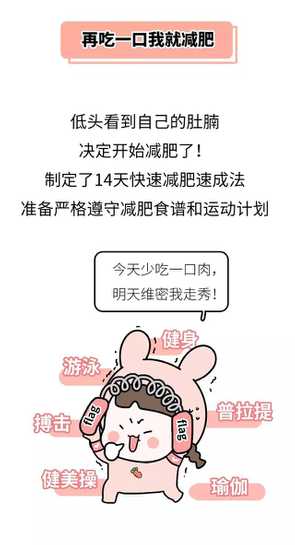 再吃一口我就减肥
低头看到自己的肚腩
决定开始减肥了!
制定了14天快速减肥速成法
准备严格遵守减肥食谱和运动计划
今天少吃一口肉，
明天维密我走秀!
健身
游泳
普拉提
搏击
flag
flag
健美操
瑜伽